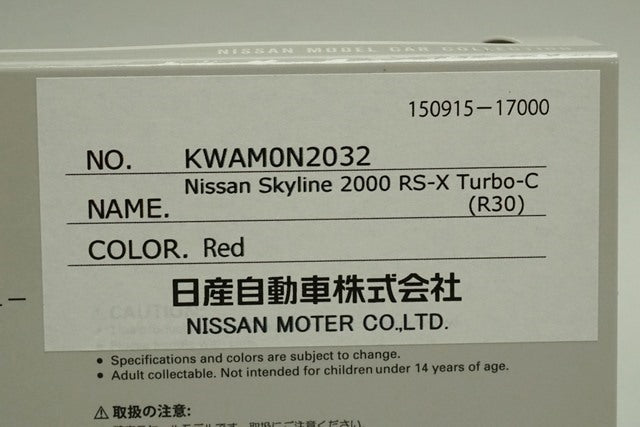 NISSAN MODEL CAR COLLECTION
150915-17000
NO. KWAM0N2032
NAME. Nissan Skyline 2000 RS-X Turbo-C
(R30)
COLOR. Red
日産自動車株式会社
NISSAN MOTER CO.,LTD.
CAUTION
• Specifications and colors are subject to change.
• Adult collectable. Not intended for children under 14 years of age.
⚠取扱の注意: